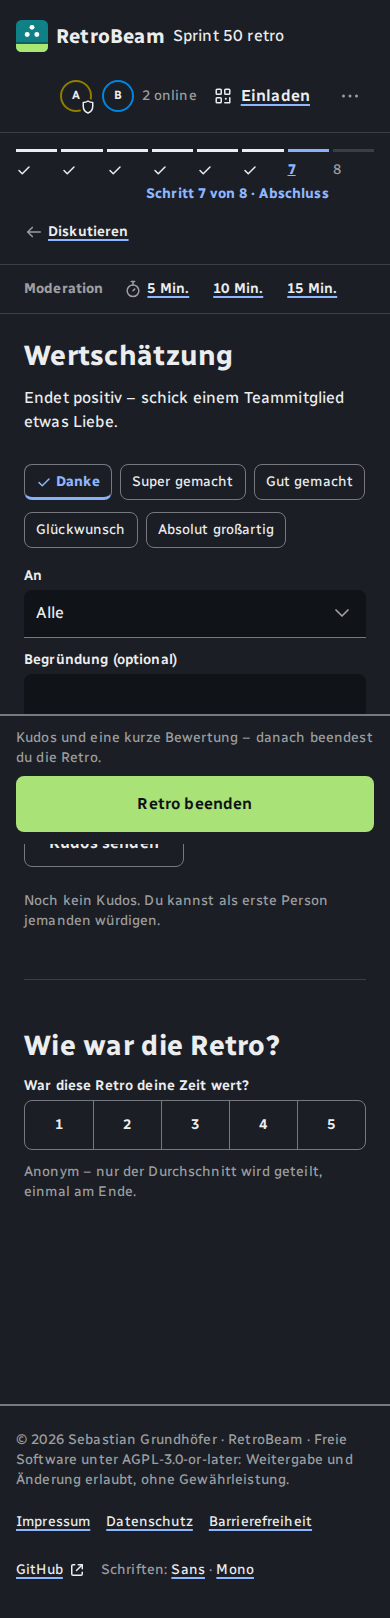 RetroBeam Sprint 50 retro
A B 2 online Einladen
7 8
Schritt 7 von 8 · Abschluss
Diskutieren
Moderation 5 Min. 10 Min. 15 Min.
Wertschätzung
Endet positiv – schick einem Teammitglied
etwas Liebe.
Danke Super gemacht Gut gemacht
Glückwunsch Absolut großartig
An
Alle
Begründung (optional)
Kudos und eine kurze Bewertung – danach beendest
du die Retro.
Retro beenden
Kudos senden
Noch kein Kudos. Du kannst als erste Person
jemanden würdigen.
Wie war die Retro?
War diese Retro deine Zeit wert?
1 2 3 4 5
Anonym – nur der Durchschnitt wird geteilt,
einmal am Ende.
© 2026 Sebastian Grundhöfer · RetroBeam · Freie
Software unter AGPL-3.0-or-later: Weitergabe und
Änderung erlaubt, ohne Gewährleistung.
Impressum Datenschutz Barrierefreiheit
GitHub Schriften: Sans · Mono